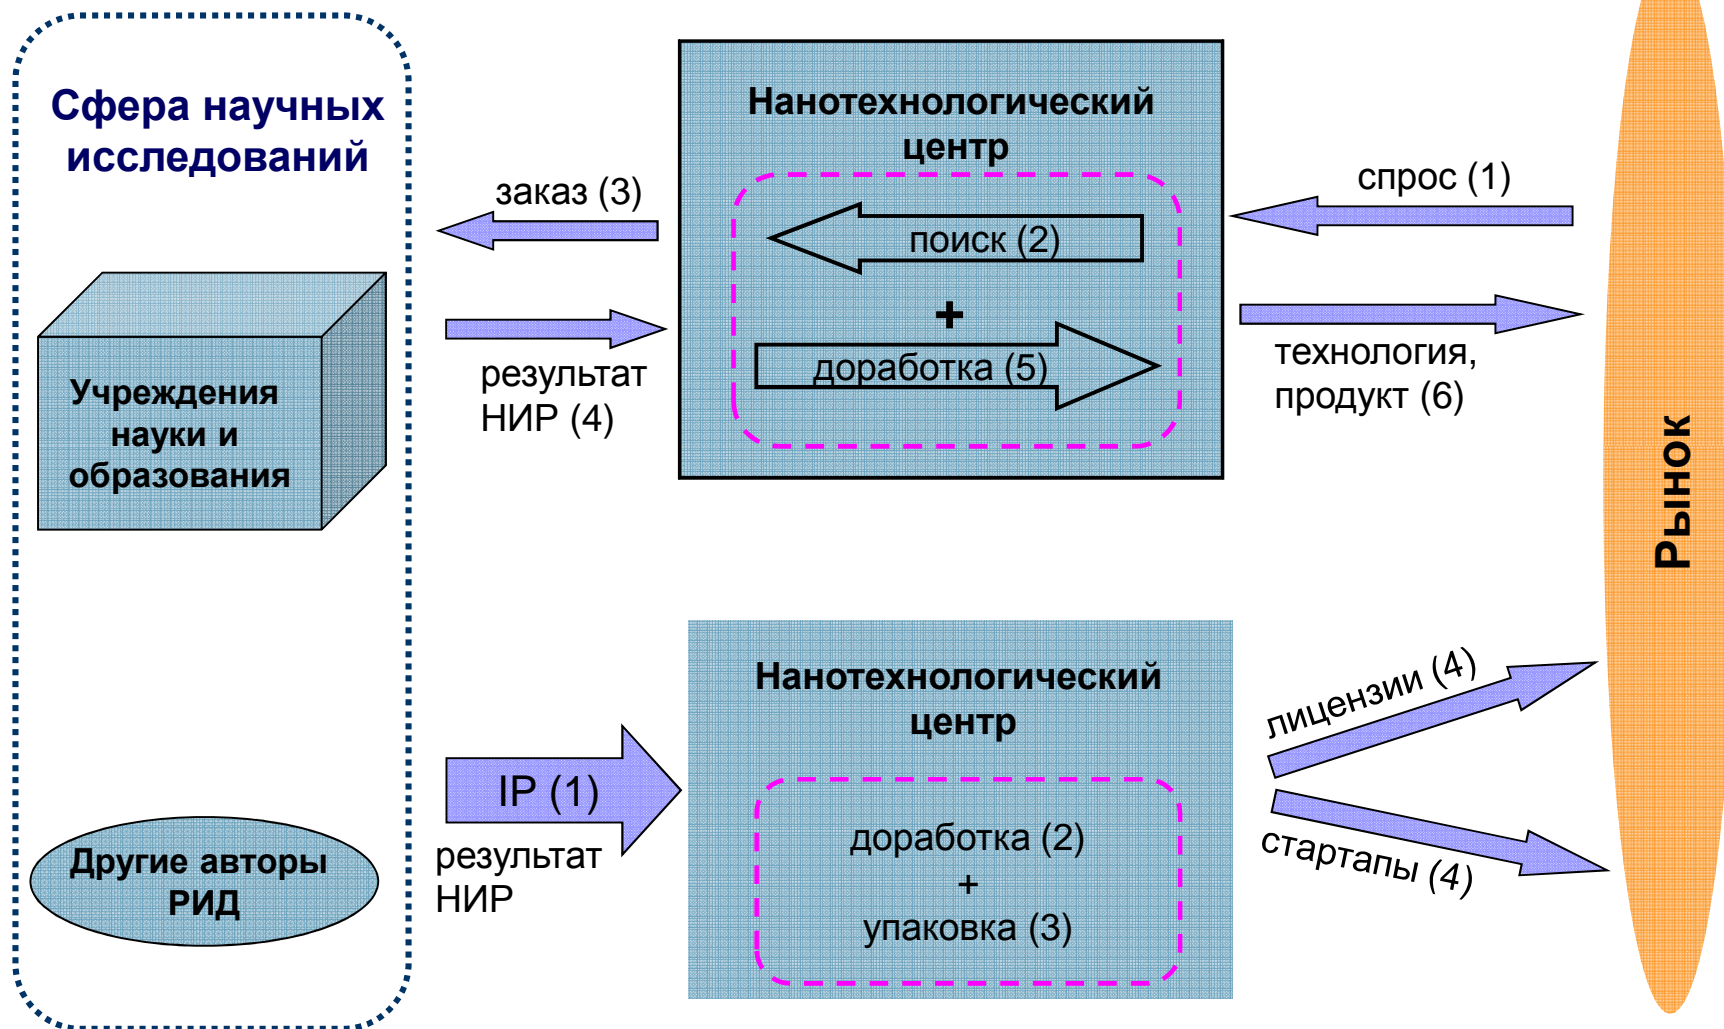 Сфера научных
исследований
Учреждения
науки и
образования
Другие авторы
РИД
заказ (3)
результат
НИР (4)
Нанотехнологический
центр
поиск (2)
+
доработка (5)
спрос (1)
технология,
продукт (6)
IP (1)
результат
НИР
Нанотехнологический
центр
доработка (2)
+
упаковка (3)
лицензии (4)
стартапы (4)
Рынок